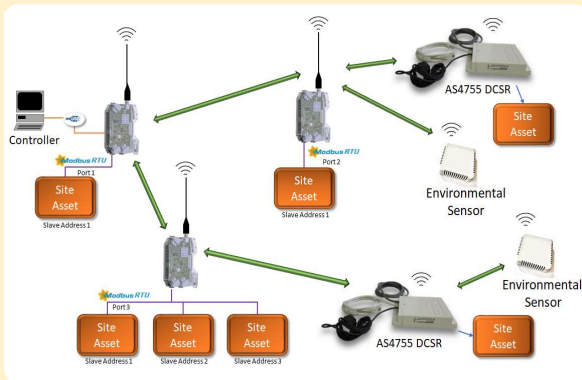 AS4755 DCSR
Site
Asset
Controller
Modbus RTU
Port 1
Site
Asset
Slave Address 1
Modbus RTU
Port 2
Site
Asset
Slave Address 1
Environmental
Sensor
Modbus RTU
Port 3
Site
Asset
Slave Address 1
Site
Asset
Slave Address 2
Site
Asset
Slave Address 3
AS4755 DCSR
Site
Asset
Environmental
Sensor